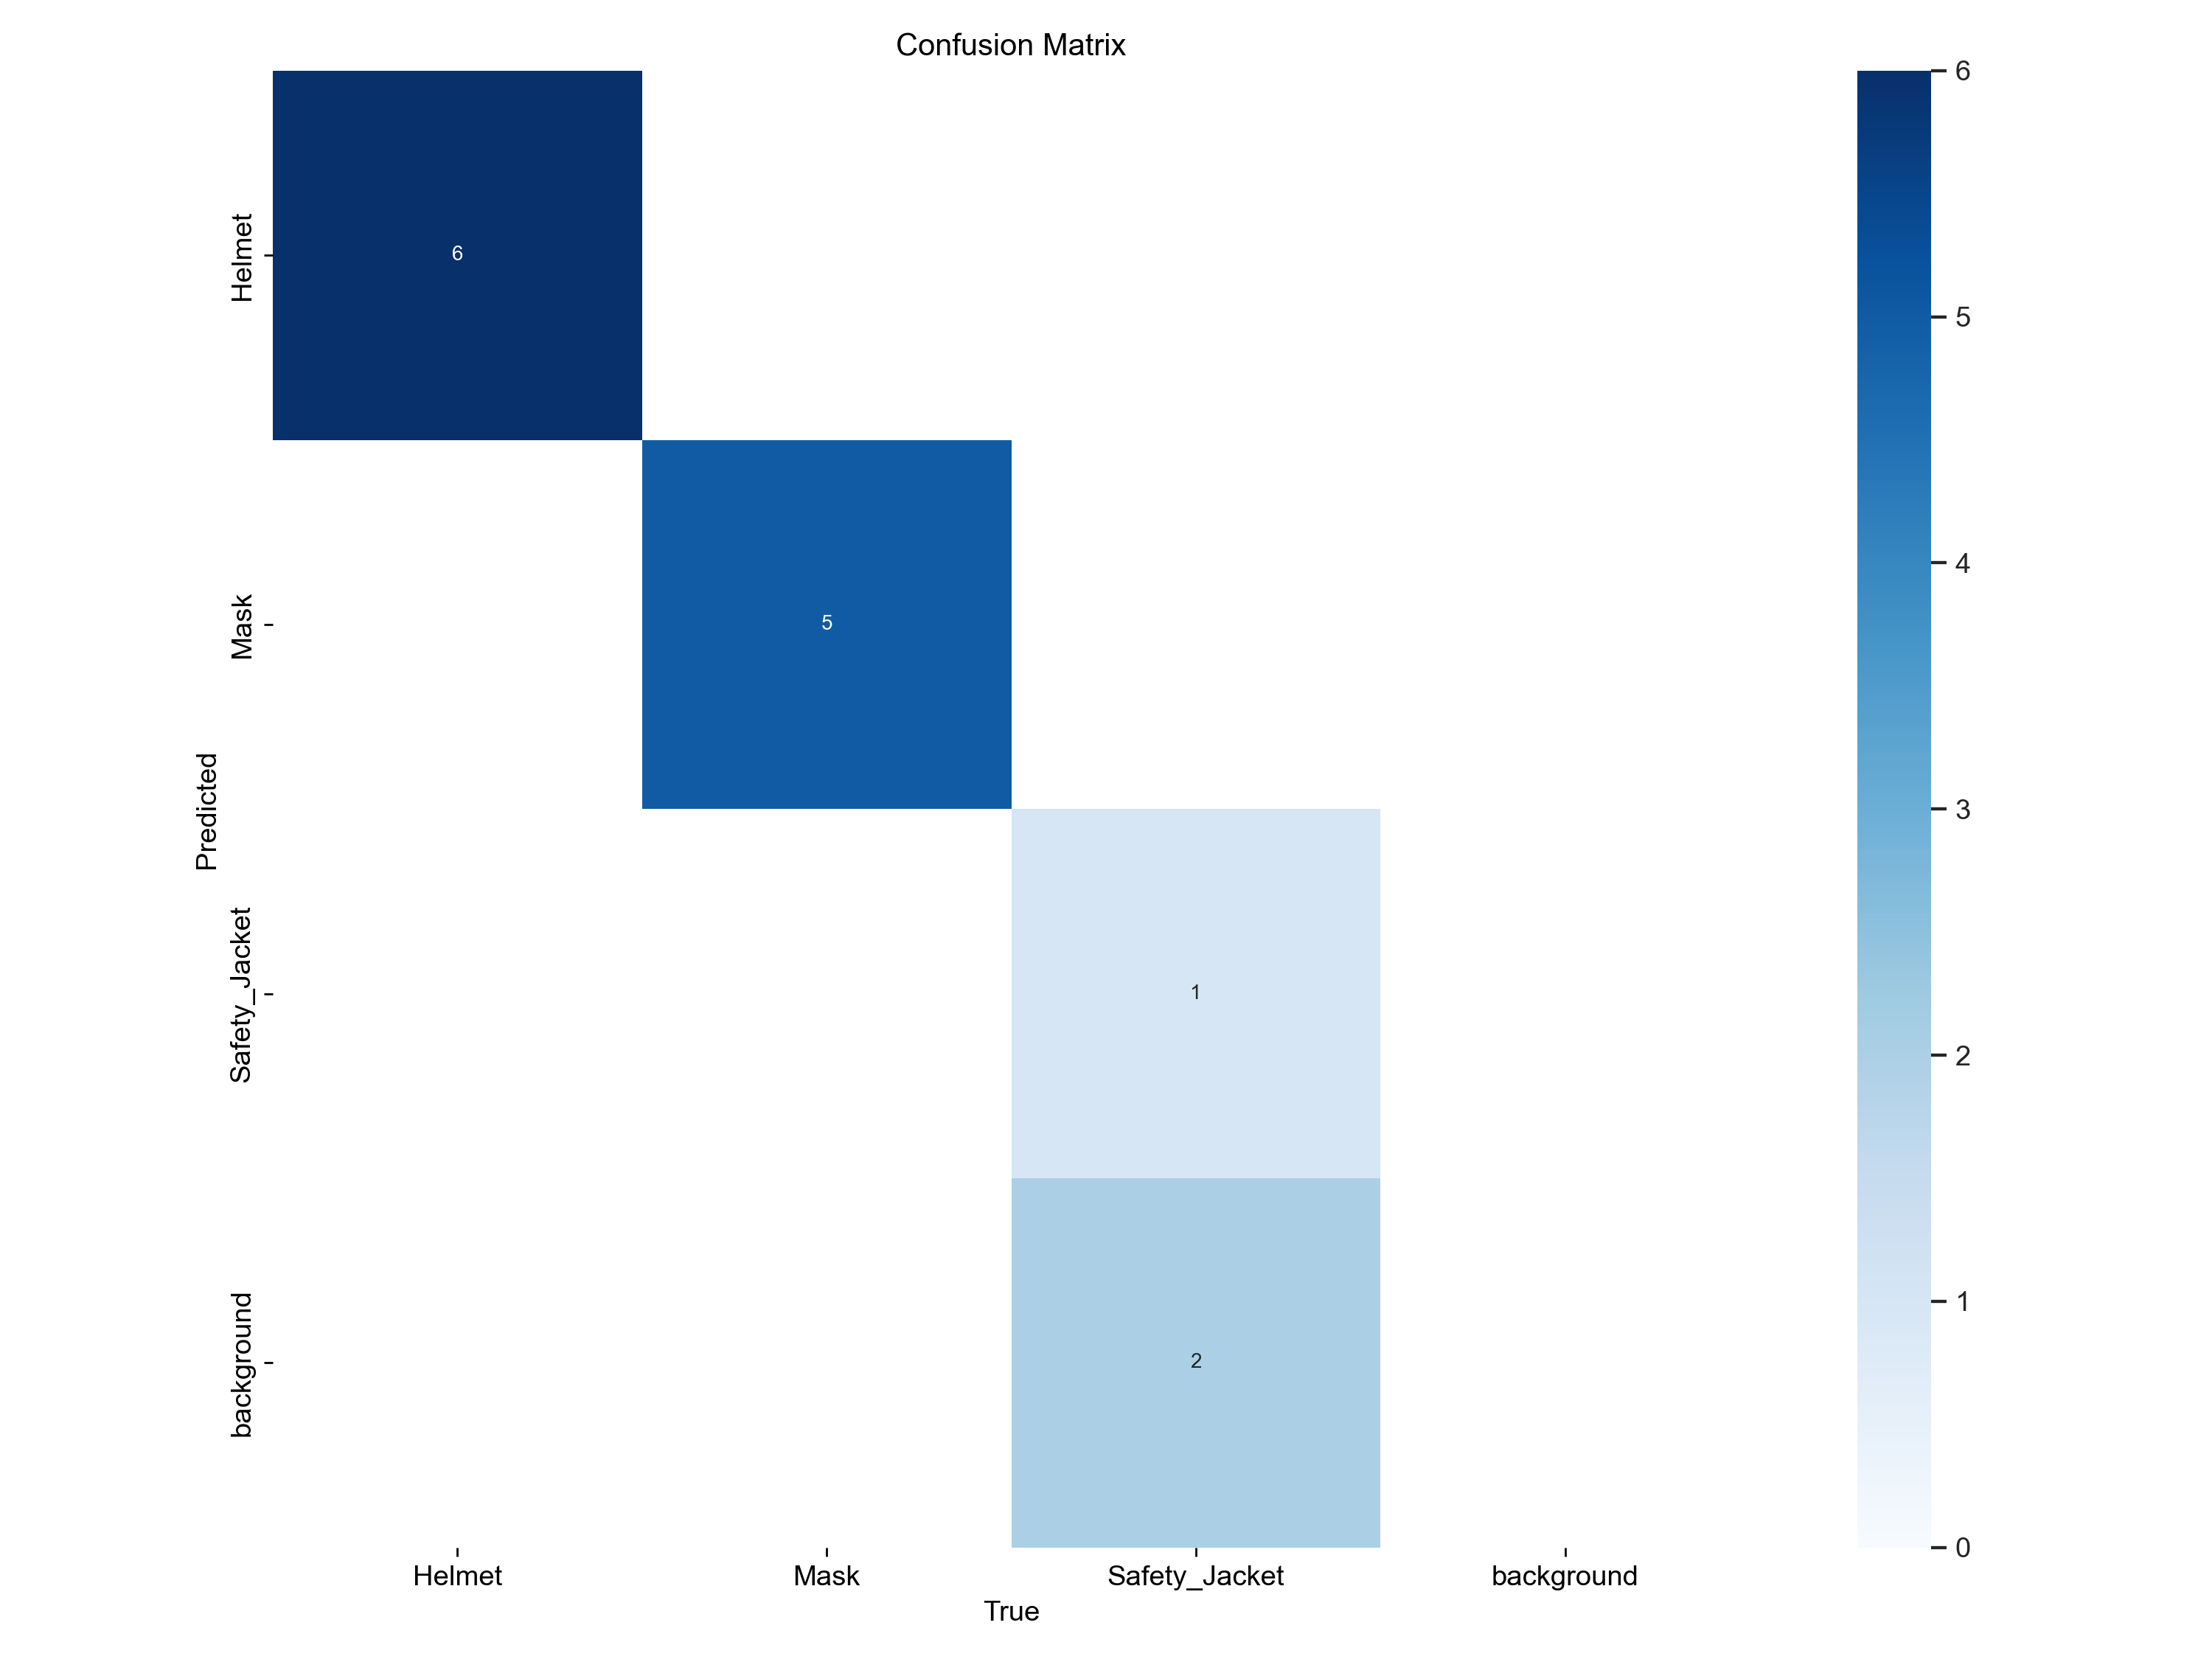 Confusion Matrix
6
5
1
2
Helmet
Mask
Safety_Jacket
background
Predicted
Helmet
Mask
Safety_Jacket
background
True
6
5
4
3
2
1
0